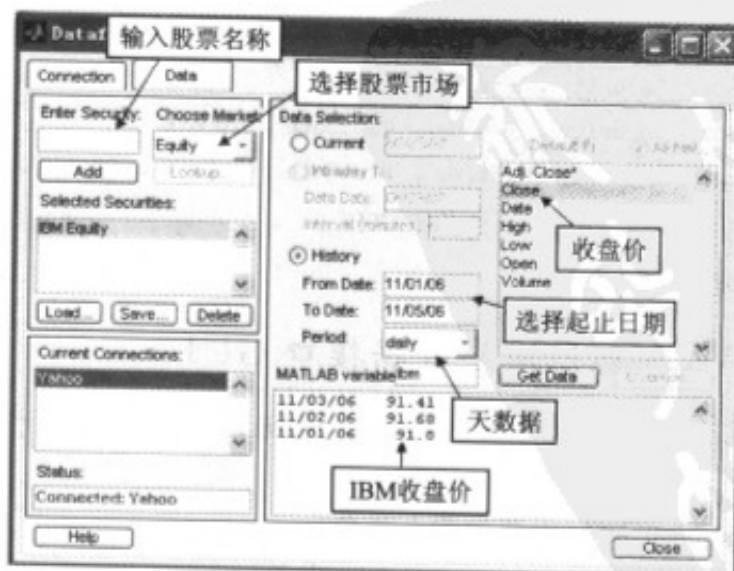 Dataf
输入股票名称
Connection
Data
选择股票市场
Enter Security:
Choose Market:
Equity
Add
Lookup...
Selected Securities:
IBM Equity
Load...
Save...
Delete
Current Connections:
Yahoo
Status:
Connected: Yahoo
Help
Data Selection:
Current
Intraday
History
From Date: 11/01/06
To Date: 11/05/06
Period: daily
Adj. Close*
Close
Date
High
Low
Open
Volume
收盘价
选择起止日期
MATLAB variable
Get Data
天数据
11/03/06 91.41
11/02/06 91.68
11/01/06 91.8
IBM收盘价
Close